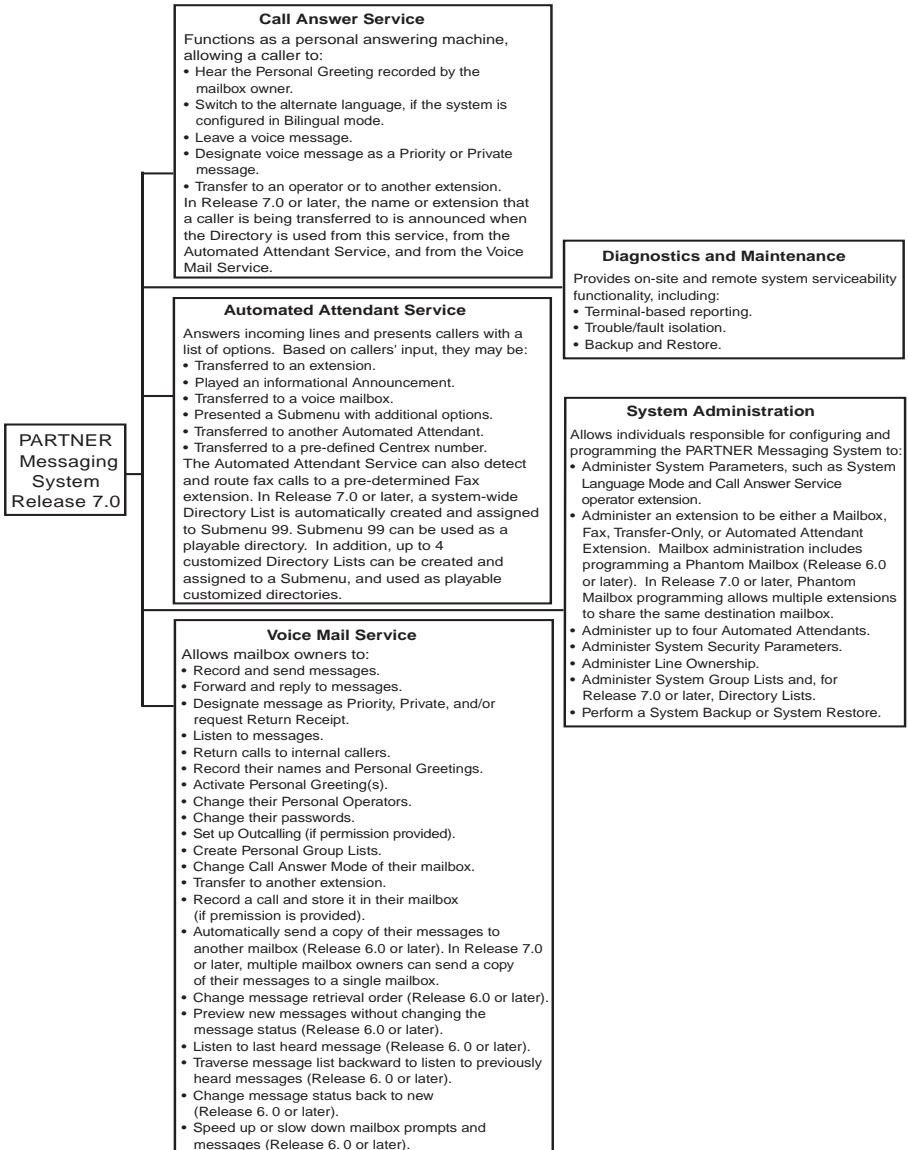 Call Answer Service
Functions as a personal answering machine,
allowing a caller to:
• Hear the Personal Greeting recorded by the
mailbox owner.
• Switch to the alternate language, if the system is
configured in Bilingual mode.
• Leave a voice message.
• Designate voice message as a Priority or Private
message.
• Transfer to an operator or to another extension.
In Release 7.0 or later, the name or extension that
a caller is being transferred to is announced when
the Directory is used from this service, from the
Automated Attendant Service, and from the Voice
Mail Service.
Diagnostics and Maintenance
Provides on-site and remote system serviceability
functionality, including:
• Terminal-based reporting.
• Trouble/fault isolation.
• Backup and Restore.
Automated Attendant Service
Answers incoming lines and presents callers with a
list of options. Based on callers' input, they may be:
• Transferred to an extension.
• Played an informational Announcement.
• Transferred to a voice mailbox.
• Presented a Submenu with additional options.
• Transferred to another Automated Attendant.
• Transferred to a pre-defined Centrex number.
The Automated Attendant Service can also detect
and route fax calls to a pre-determined Fax
extension. In Release 7.0 or later, a system-wide
Directory List is automatically created and assigned
to Submenu 99. Submenu 99 can be used as a
playable directory. In addition, up to 4
customized Directory Lists can be created and
assigned to a Submenu, and used as playable
customized directories.
PARTNER
Messaging
System
Release 7.0
System Administration
Allows individuals responsible for configuring and
programming the PARTNER Messaging System to:
• Administer System Parameters, such as System
Language Mode and Call Answer Service
operator extension.
• Administer an extension to be either a Mailbox,
Fax, Transfer-Only, or Automated Attendant
Extension. Mailbox administration includes
programming a Phantom Mailbox (Release 6.0
or later). In Release 7.0 or later, Phantom
Mailbox programming allows multiple extensions
to share the same destination mailbox.
• Administer up to four Automated Attendants.
• Administer System Security Parameters.
• Administer Line Ownership.
• Administer System Group Lists and, for
Release 7.0 or later, Directory Lists.
• Perform a System Backup or System Restore.
Voice Mail Service
Allows mailbox owners to:
• Record and send messages.
• Forward and reply to messages.
• Designate message as Priority, Private, and/or
request Return Receipt.
• Listen to messages.
• Return calls to internal callers.
• Record their names and Personal Greetings.
• Activate Personal Greeting(s).
• Change their Personal Operators.
• Change their passwords.
• Set up Outcalling (if permission provided).
• Create Personal Group Lists.
• Change Call Answer Mode of their mailbox.
• Transfer to another extension.
• Record a call and store it in their mailbox
(if premission is provided).
• Automatically send a copy of their messages to
another mailbox (Release 6.0 or later). In Release 7.0
or later, multiple mailbox owners can send a copy
of their messages to a single mailbox.
• Change message retrieval order (Release 6.0 or later).
• Preview new messages without changing the
message status (Release 6.0 or later).
• Listen to last heard message (Release 6. 0 or later).
• Traverse message list backward to listen to previously
heard messages (Release 6. 0 or later).
• Change message status back to new
(Release 6. 0 or later).
• Speed up or slow down mailbox prompts and
messages (Release 6. 0 or later).